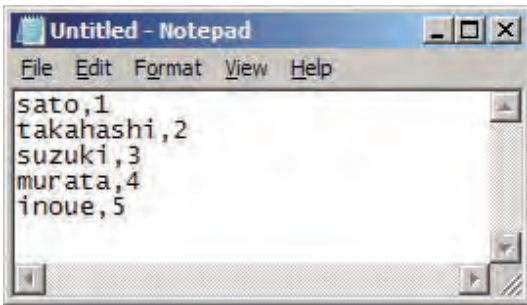 Untitled - Notepad
File Edit Format View Help
sato,1
takahashi,2
suzuki,3
murata,4
inoue,5